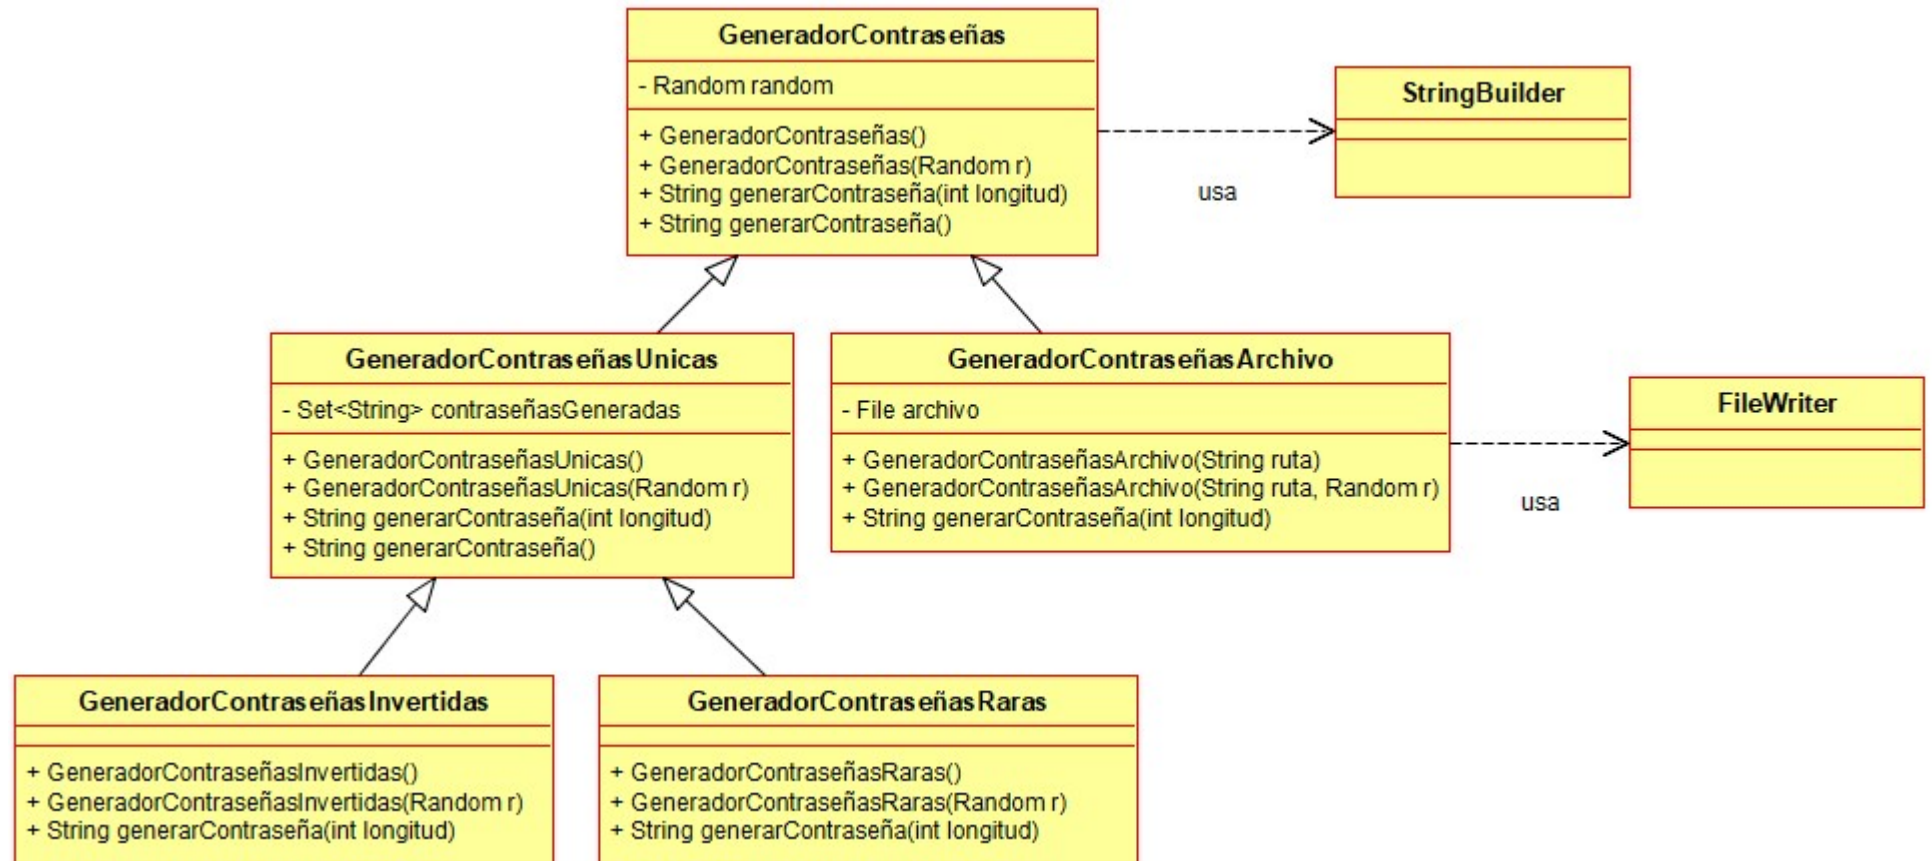 GeneradorContraseñas
- Random random
+ GeneradorContraseñas()
+ GeneradorContraseñas(Random r)
+ String generarContraseña(int longitud)
+ String generarContraseña()
StringBuilder
usa
GeneradorContraseñasUnicas
- Set<String> contraseñasGeneradas
+ GeneradorContraseñasUnicas()
+ GeneradorContraseñasUnicas(Random r)
+ String generarContraseña(int longitud)
+ String generarContraseña()
GeneradorContraseñasArchivo
- File archivo
+ GeneradorContraseñasArchivo(String ruta)
+ GeneradorContraseñasArchivo(String ruta, Random r)
+ String generarContraseña(int longitud)
FileWriter
usa
GeneradorContraseñasInvertidas
+ GeneradorContraseñasInvertidas()
+ GeneradorContraseñasInvertidas(Random r)
+ String generarContraseña(int longitud)
GeneradorContraseñasRaras
+ GeneradorContraseñasRaras()
+ GeneradorContraseñasRaras(Random r)
+ String generarContraseña(int longitud)